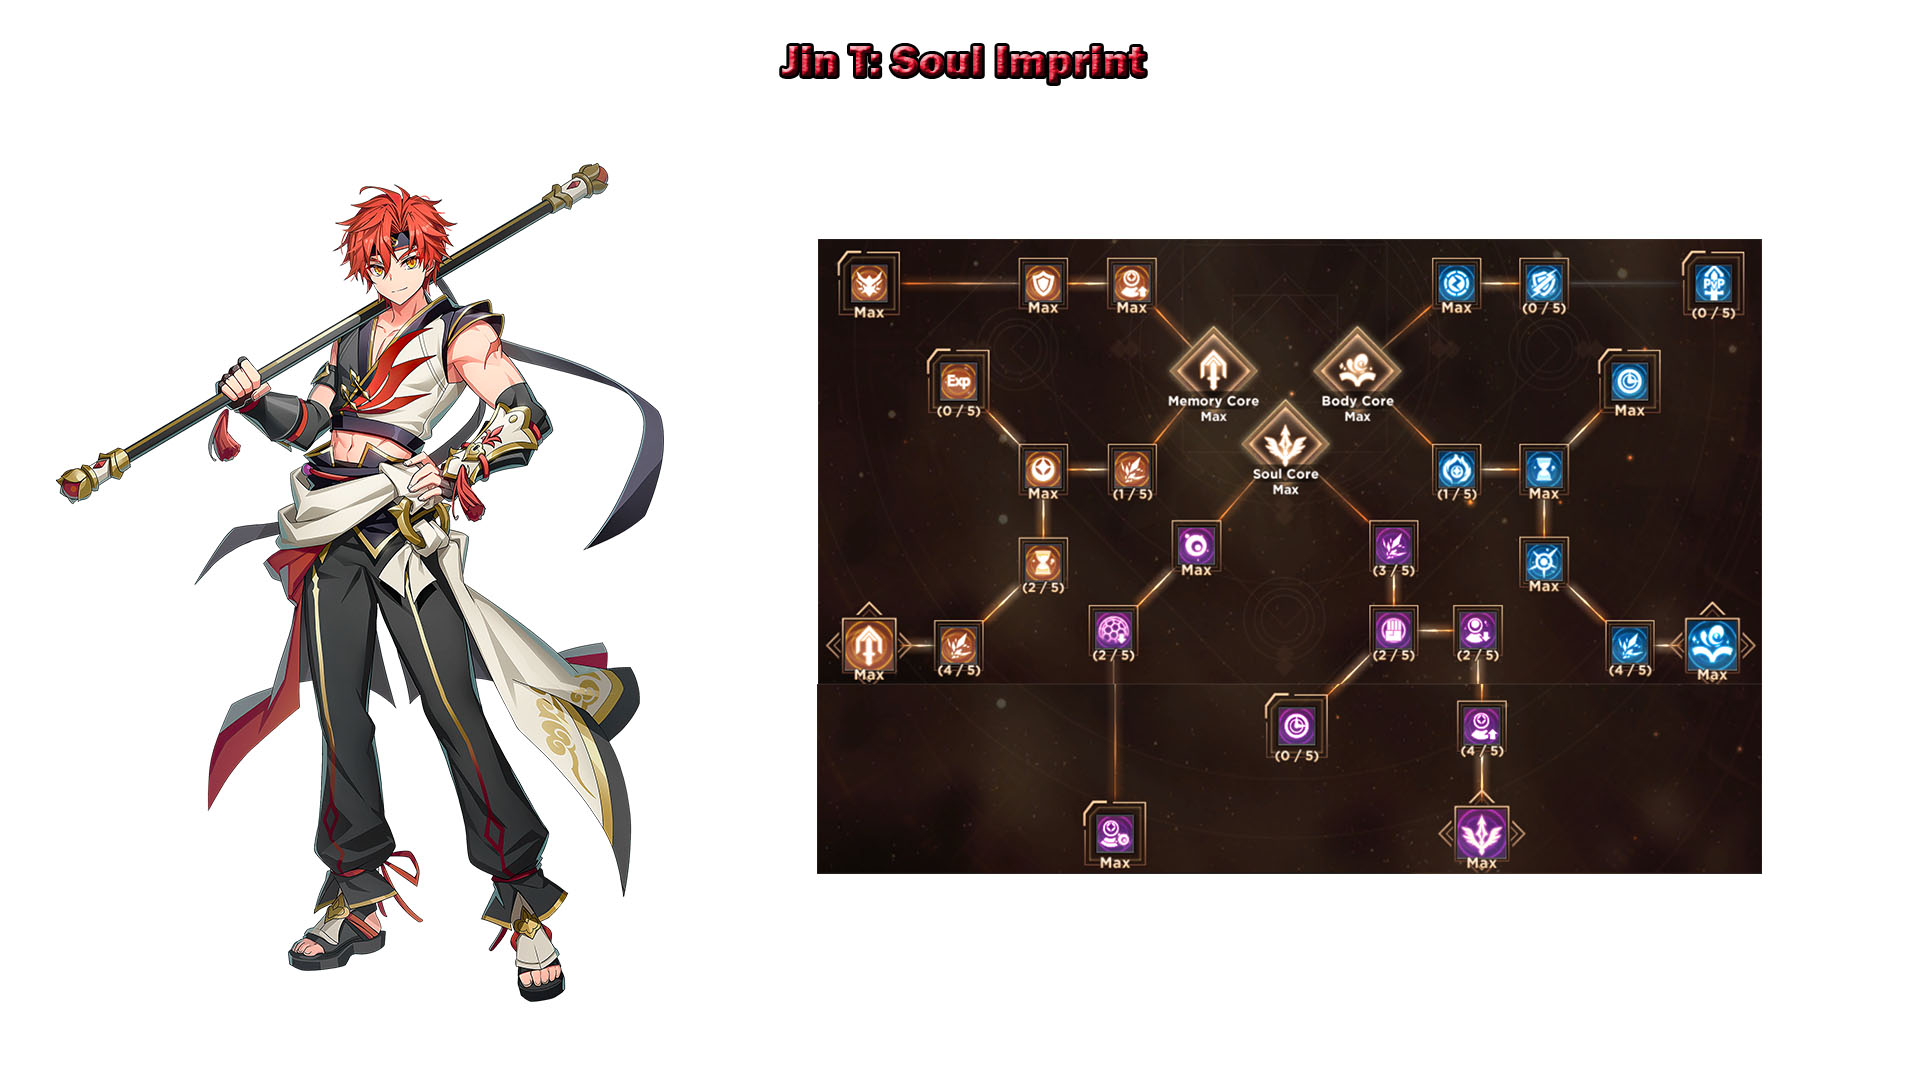 Jin T: Soul Imprint
Max
Max
Max
Max
(0 / 5)
PVP
(0 / 5)
Exp
(0 / 5)
Memory Core
Max
Body Core
Max
Max
Soul Core
Max
Max
(1 / 5)
(1 / 5)
Max
(2 / 5)
Max
(3 / 5)
Max
Max
(4 / 5)
(2 / 5)
(2 / 5)
(2 / 5)
(4 / 5)
Max
(0 / 5)
(4 / 5)
Max
Max